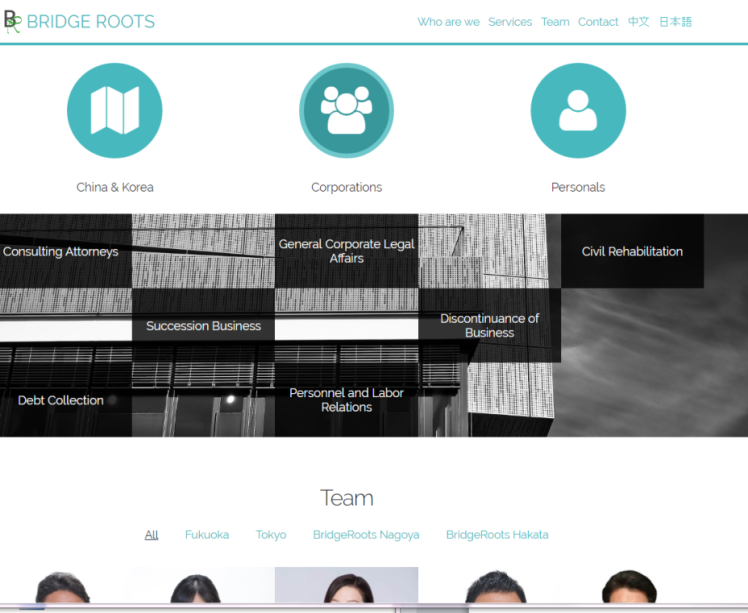 BR BRIDGE ROOTS
Who are we Services Team Contact 中文 日本語
China & Korea
Corporations
Personals
Consulting Attorneys
General Corporate Legal
Affairs
Civil Rehabilitation
Succession Business
Discontinuance of
Business
Debt Collection
Personnel and Labor
Relations
Team
All Fukuoka Tokyo BridgeRoots Nagoya BridgeRoots Hakata